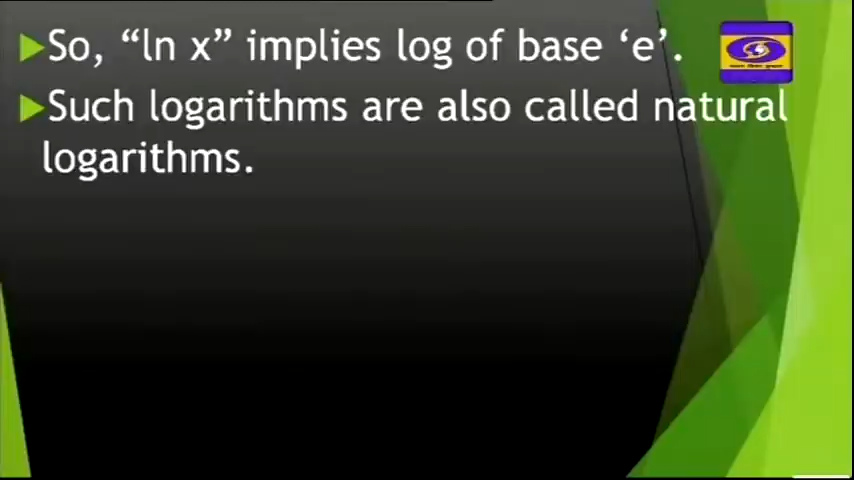 So, “ln x” implies log of base ‘e’.
Such logarithms are also called natural
logarithms.